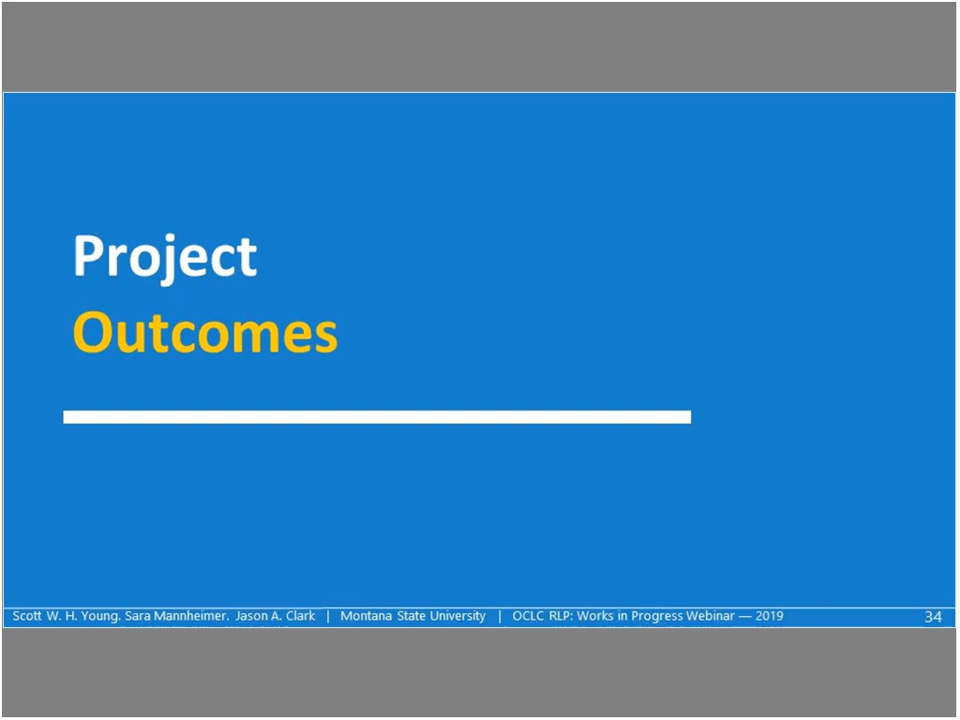 Project
Outcomes
Scott W. H. Young. Sara Mannheimer. Jason A. Clark | Montana State University | OCLC RLP: Works in Progress Webinar — 2019 34